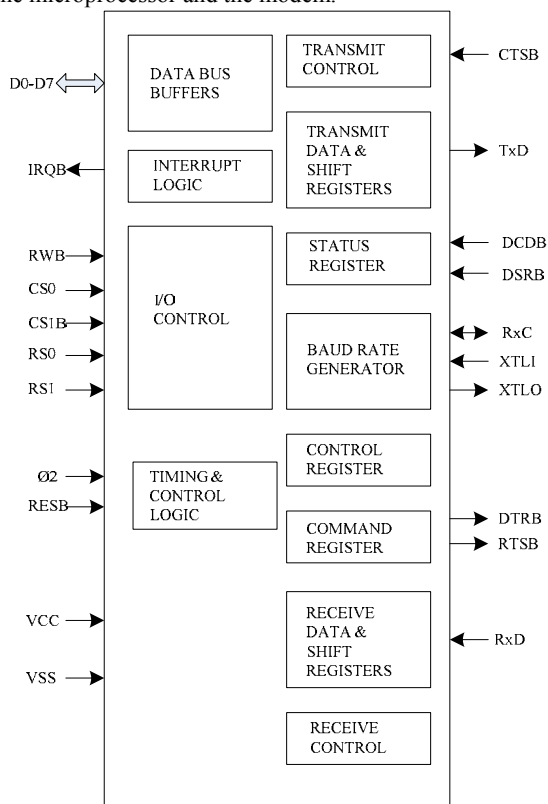 the microprocessor and the modem.
DATA BUS
BUFFERS
TRANSMIT
CONTROL
CTSB
D0-D7
TRANSMIT
DATA &
SHIFT
REGISTERS
TxD
IRQB
INTERRUPT
LOGIC
RWB
CS0
CS1B
RS0
RS1
I/O
CONTROL
STATUS
REGISTER
DCDB
DSRB
BAUD RATE
GENERATOR
RxC
XTLI
XTLO
Ø2
RESB
TIMING &
CONTROL
LOGIC
CONTROL
REGISTER
COMMAND
REGISTER
DTRB
RTSB
VCC
VSS
RECEIVE
DATA &
SHIFT
REGISTERS
RxD
RECEIVE
CONTROL